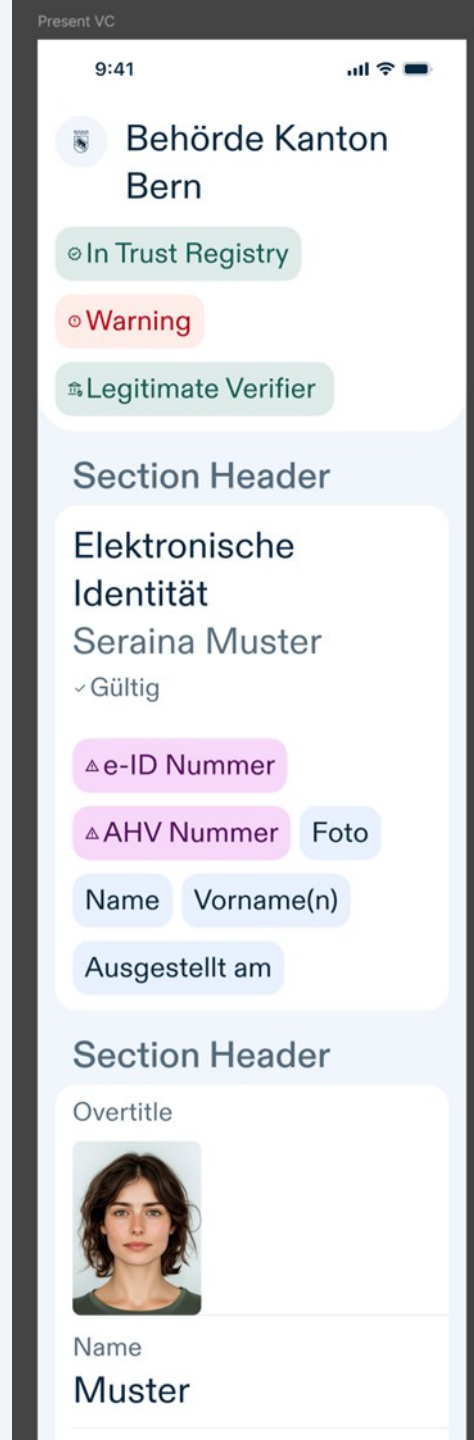 Present VC
9:41
Behörde Kanton
Bern
In Trust Registry
Warning
Legitimate Verifier
Section Header
Elektronische
Identität
Seraina Muster
Gültig
e-ID Nummer
AHV Nummer Foto
Name Vorname(n)
Ausgestellt am
Section Header
Overtitle
Name
Muster